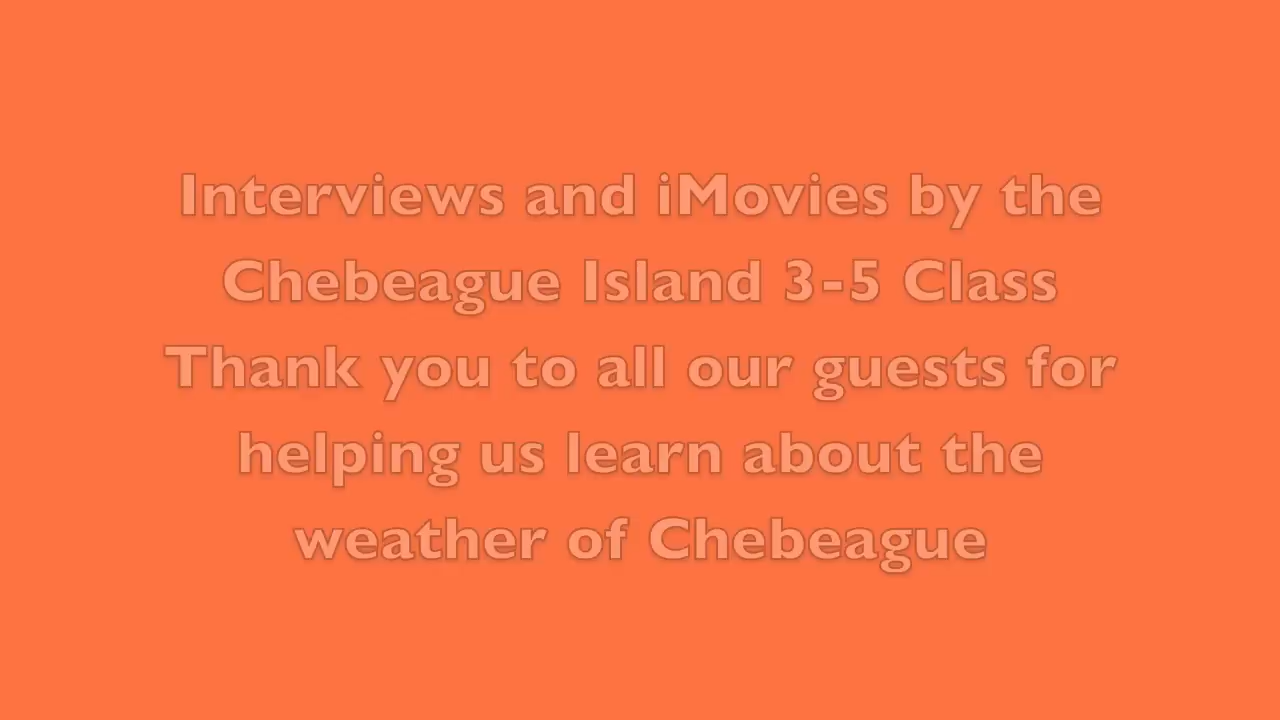 Interviews and iMovies by the
Chebeague Island 3-5 Class
Thank you to all our guests for
helping us learn about the
weather of Chebeague